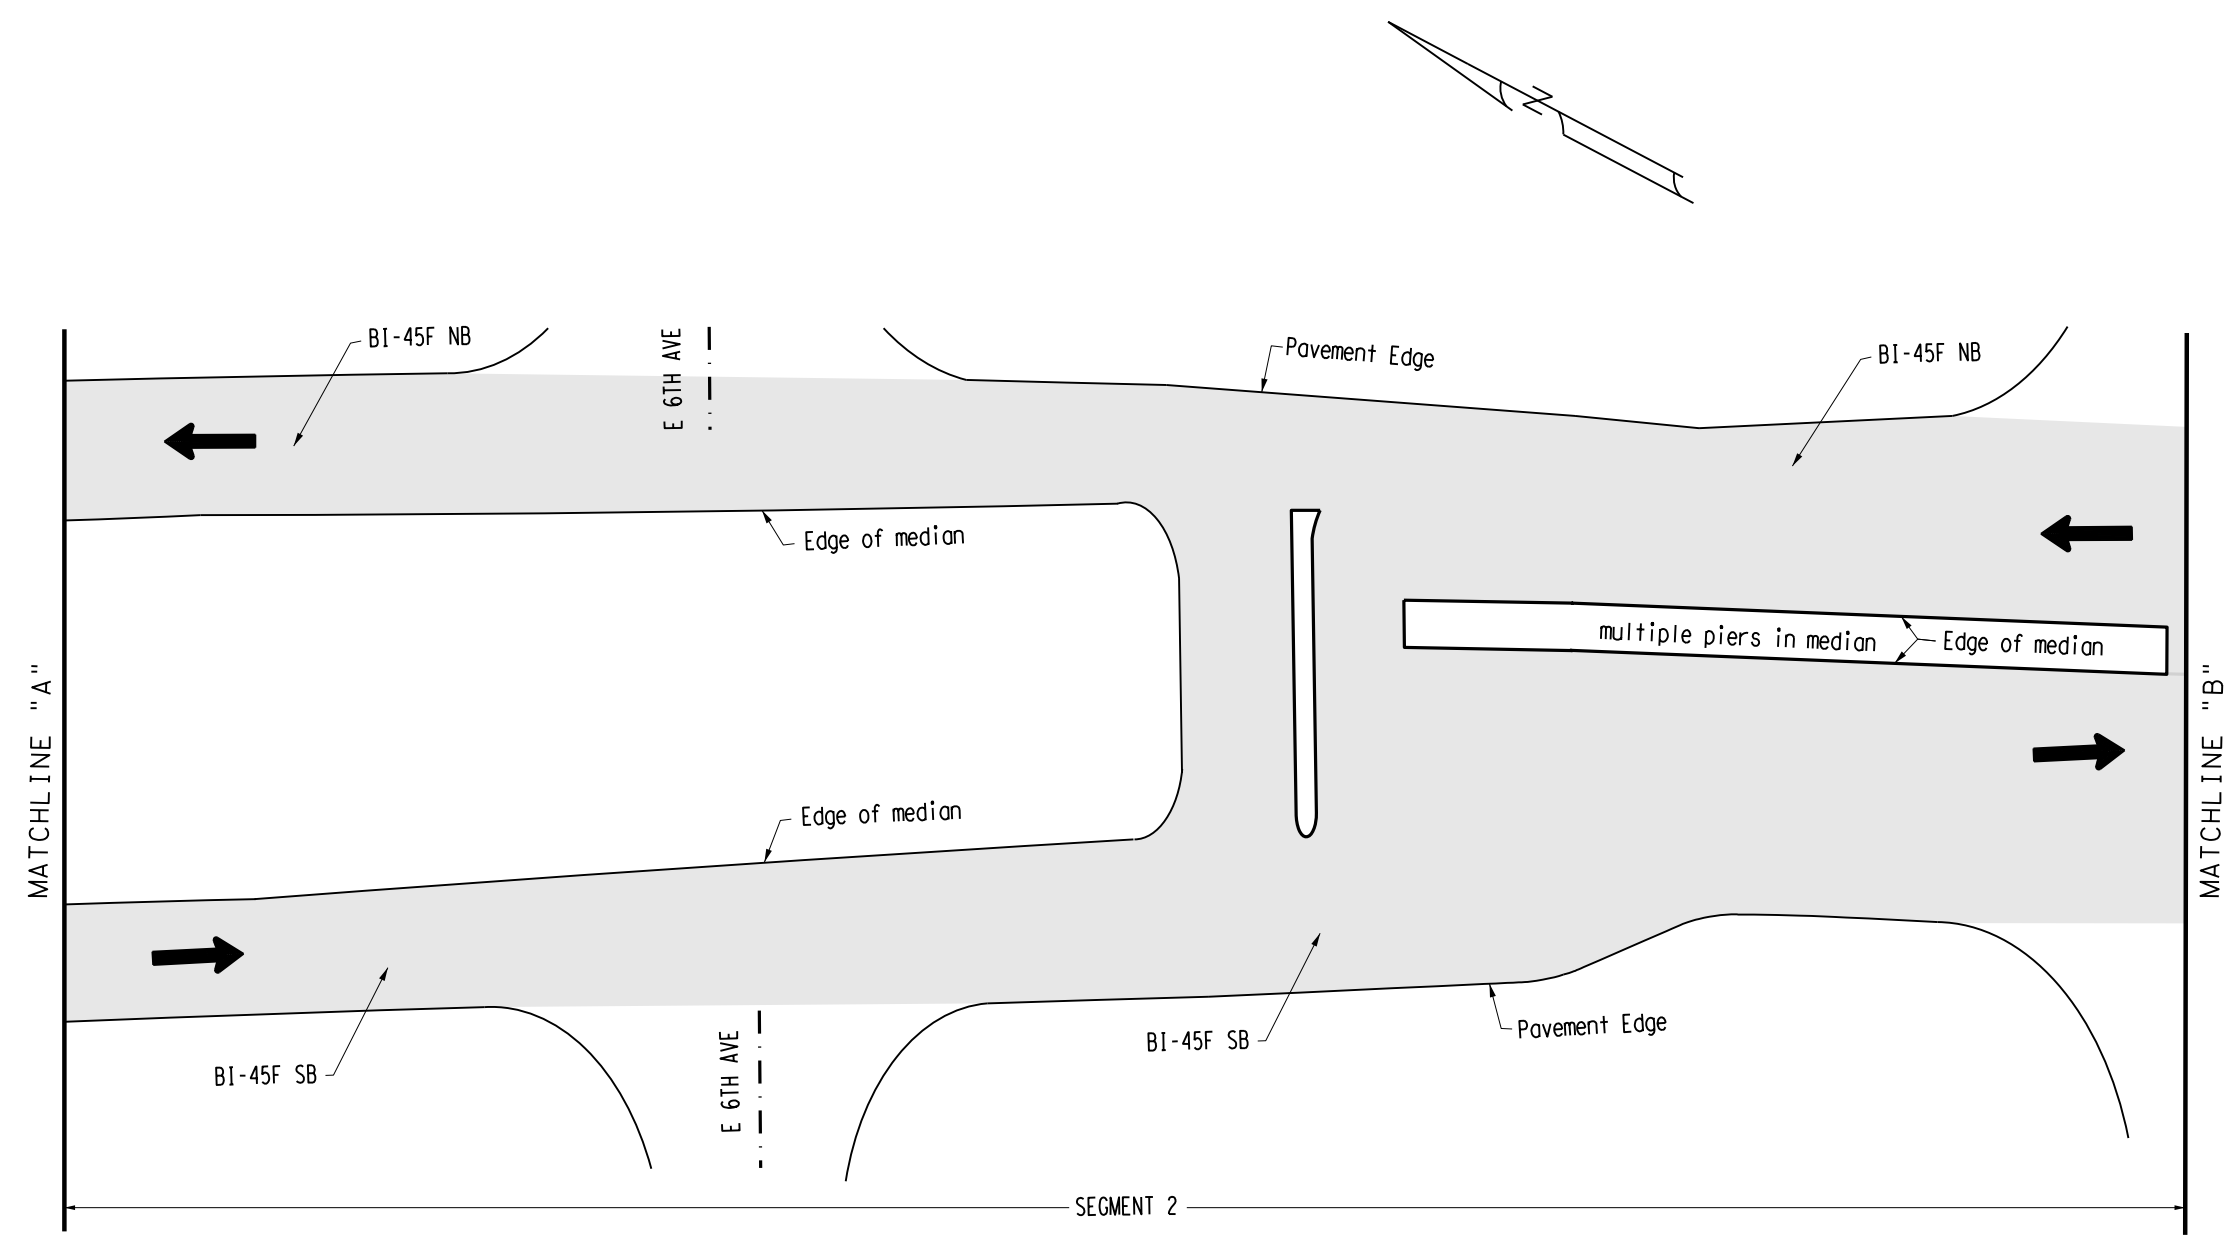 N
BI-45F NB
E 6TH AVE
Pavement Edge
BI-45F NB
Edge of median
multiple piers in median
Edge of median
MATCHLINE "A"
MATCHLINE "B"
Edge of median
BI-45F SB
E 6TH AVE
BI-45F SB
Pavement Edge
SEGMENT 2